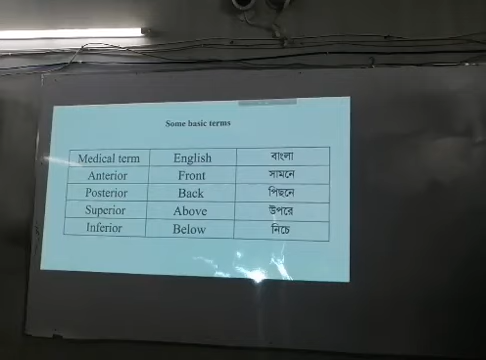 Some basic terms
Medical term English বাংলা
Anterior Front সামনে
Posterior Back পিছনে
Superior Above উপরে
Inferior Below নিচে